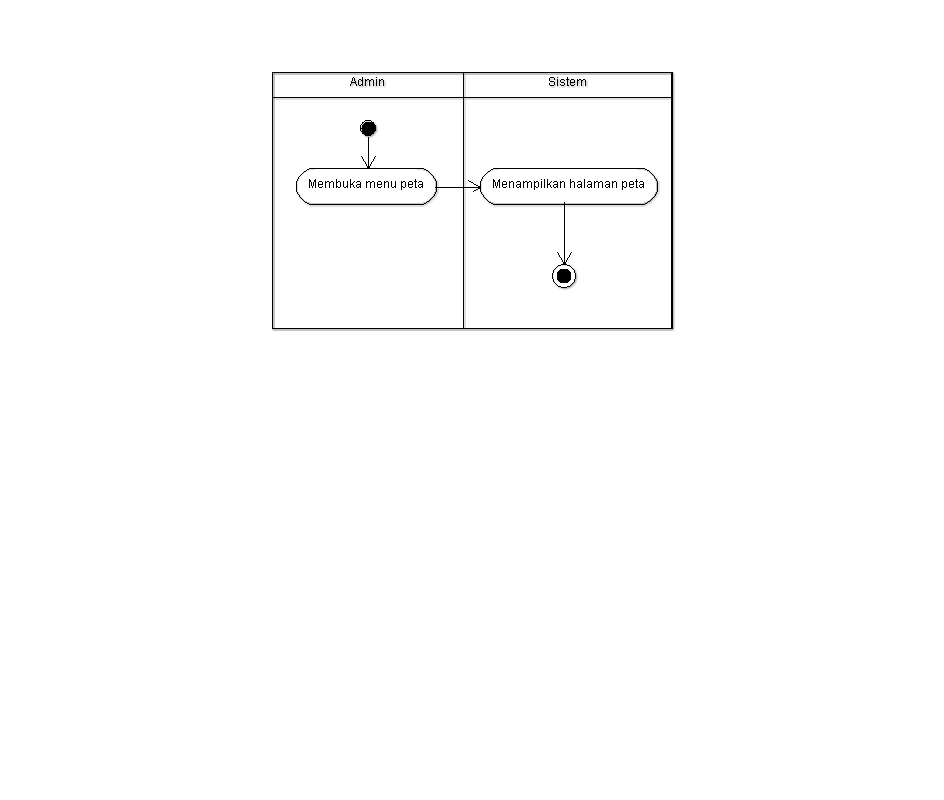 Admin
Sistem
Membuka menu peta
Menampilkan halaman peta